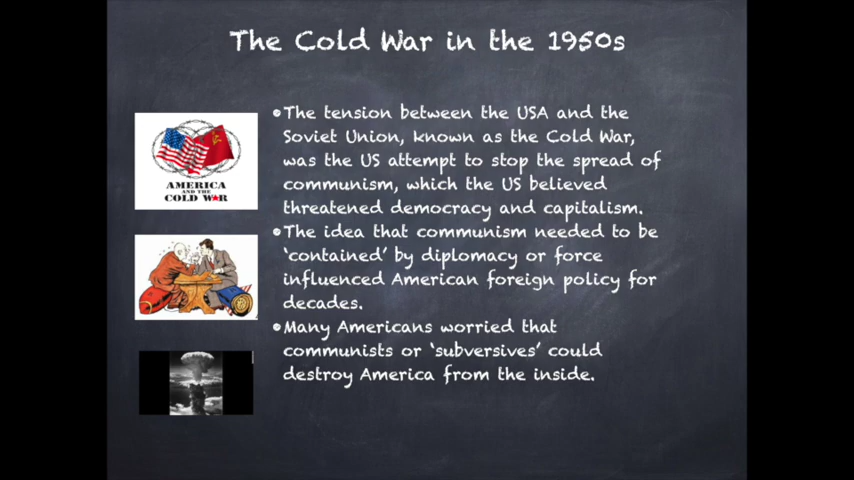 The Cold War in the 1950s
•The tension between the USA and the
Soviet Union, known as the Cold War,
was the US attempt to stop the spread of
communism, which the US believed
threatened democracy and capitalism.
•The idea that communism needed to be
‘contained’ by diplomacy or force
influenced American foreign policy for
decades.
•Many Americans worried that
communists or ‘subversives’ could
destroy America from the inside.
AMERICA
AND THE
COLD WAR